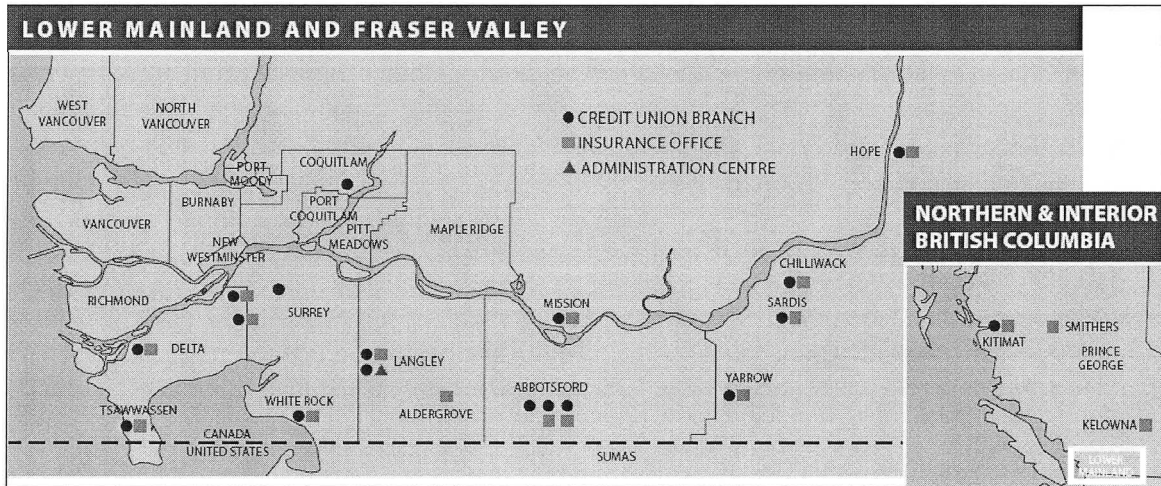 LOWER MAINLAND AND FRASER VALLEY
WEST
VANCOUVER
NORTH
VANCOUVER
CREDIT UNION BRANCH
INSURANCE OFFICE
ADMINISTRATION CENTRE
HOPE
PORT
MOODY
COQUITLAM
BURNABY
PORT
COQUITLAM
VANCOUVER
PITT
MEADOWS
MAPLE RIDGE
NEW
WESTMINSTER
RICHMOND
SURREY
MISSION
CHILLIWACK
SARDIS
DELTA
LANGLEY
ABBOTSFORD
YARROW
ALDERGROVE
WHITE ROCK
TSAWWASSEN
CANADA
UNITED STATES
SUMAS
NORTHERN & INTERIOR
BRITISH COLUMBIA
SMITHERS
KITIMAT
PRINCE
GEORGE
KELOWNA
LOWER
MAINLAND